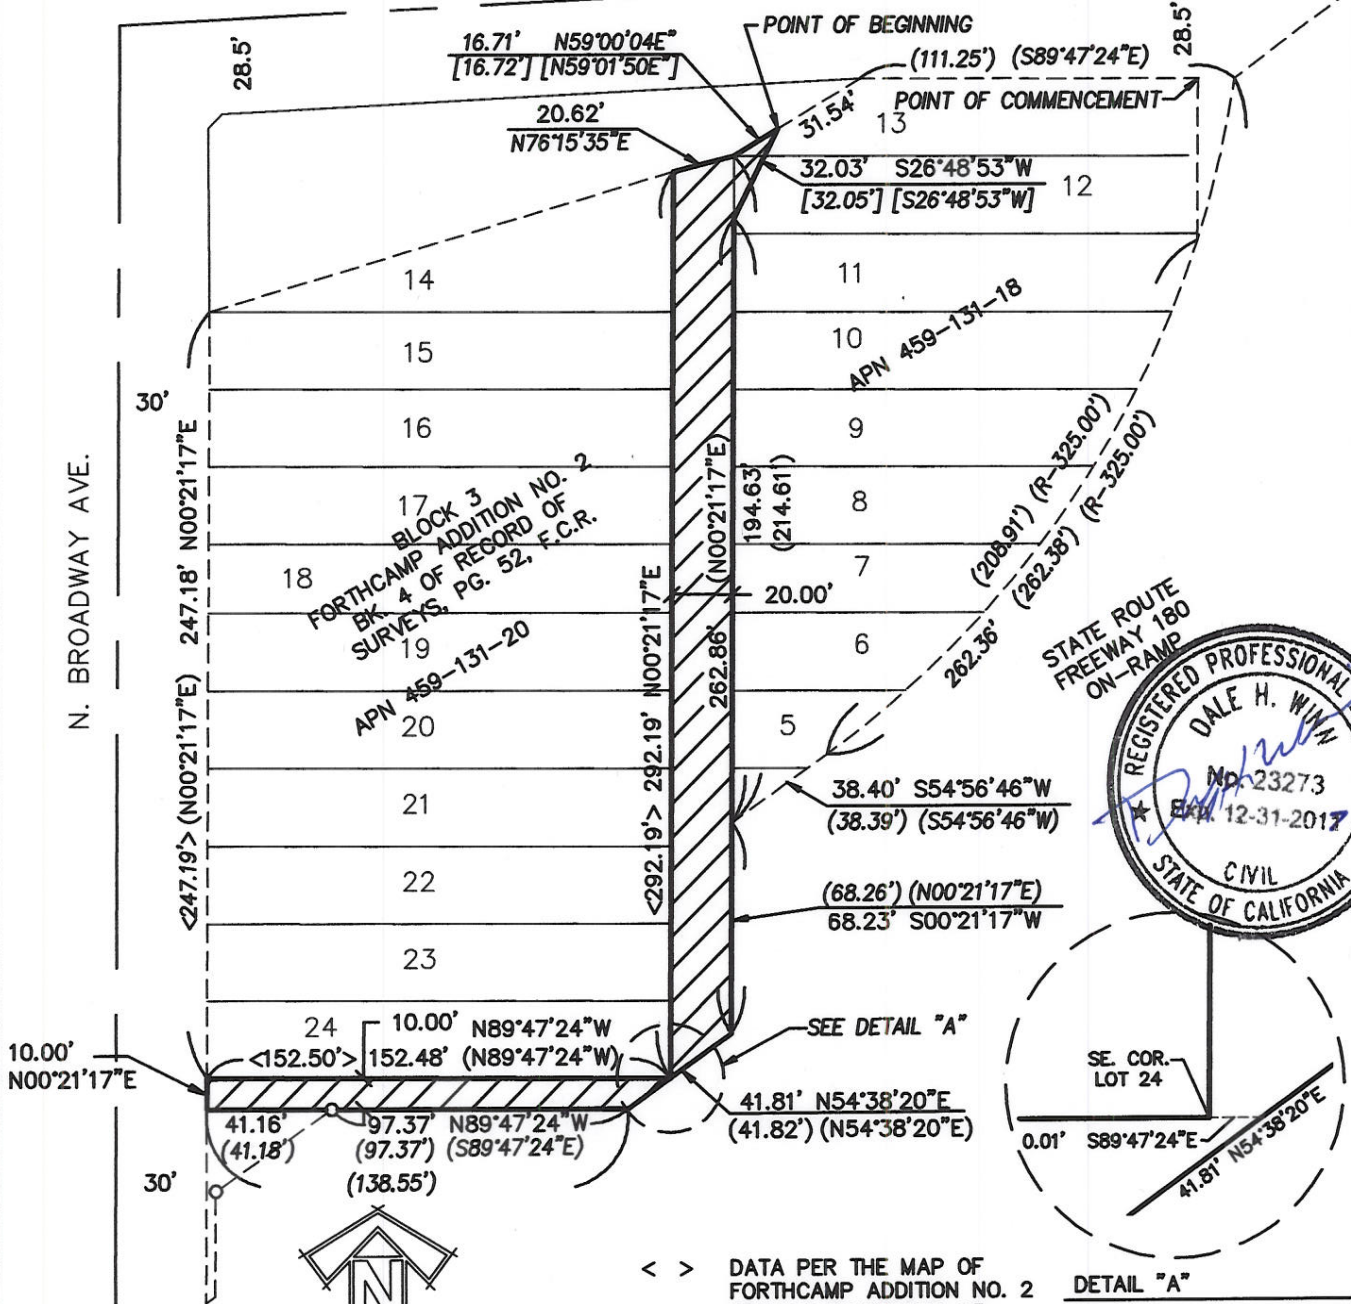 28.5'
16.71' N59°00'04"E
[16.72'] [N59°01'50"E]
POINT OF BEGINNING
28.5'
(111.25') (S89°47'24"E)
POINT OF COMMENCEMENT
31.54'
13
20.62'
N76°15'35"E
32.03' S26°48'53"W
[32.05'] [S26°48'53"W]
12
14
11
15
10
APN 459-131-18
30'
16
9
17
8
18
7
19
6
20
5
21
22
23
24
N. BROADWAY AVE.
<247.19'> (N00°21'17"E) 247.18' N00°21'17"E
BLOCK 3
FORTHCAMP ADDITION NO. 2
BK. 4 OF RECORD OF
SURVEYS, PG. 52, F.C.R.
APN 459-131-20
<292.19'> 292.19' N00°21'17"E
262.86' (N00°21'17"E)
194.63'
(214.61')
20.00'
(208.91') (R-325.00')
(262.38') (R-325.00')
262.36'
STATE ROUTE
FREEWAY 180
ON-RAMP
REGISTERED PROFESSIONAL
DALE H. WINN
No. 23273
Exp. 12-31-2017
CIVIL
STATE OF CALIFORNIA
38.40' S54°56'46"W
(38.39') (S54°56'46"W)
(68.26') (N00°21'17"E)
68.23' S00°21'17"W
SEE DETAIL "A"
10.00' N89°47'24"W
<152.50'> 152.48' (N89°47'24"W)
10.00'
N00°21'17"E
41.16'
(41.18')
97.37' N89°47'24"W
(97.37') (S89°47'24"E)
(138.55')
41.81' N54°38'20"E
(41.82') (N54°38'20"E)
30'
SE. COR.
LOT 24
0.01' S89°47'24"E
41.81' N54°38'20"E
N
< > DATA PER THE MAP OF
FORTHCAMP ADDITION NO. 2
DETAIL "A"